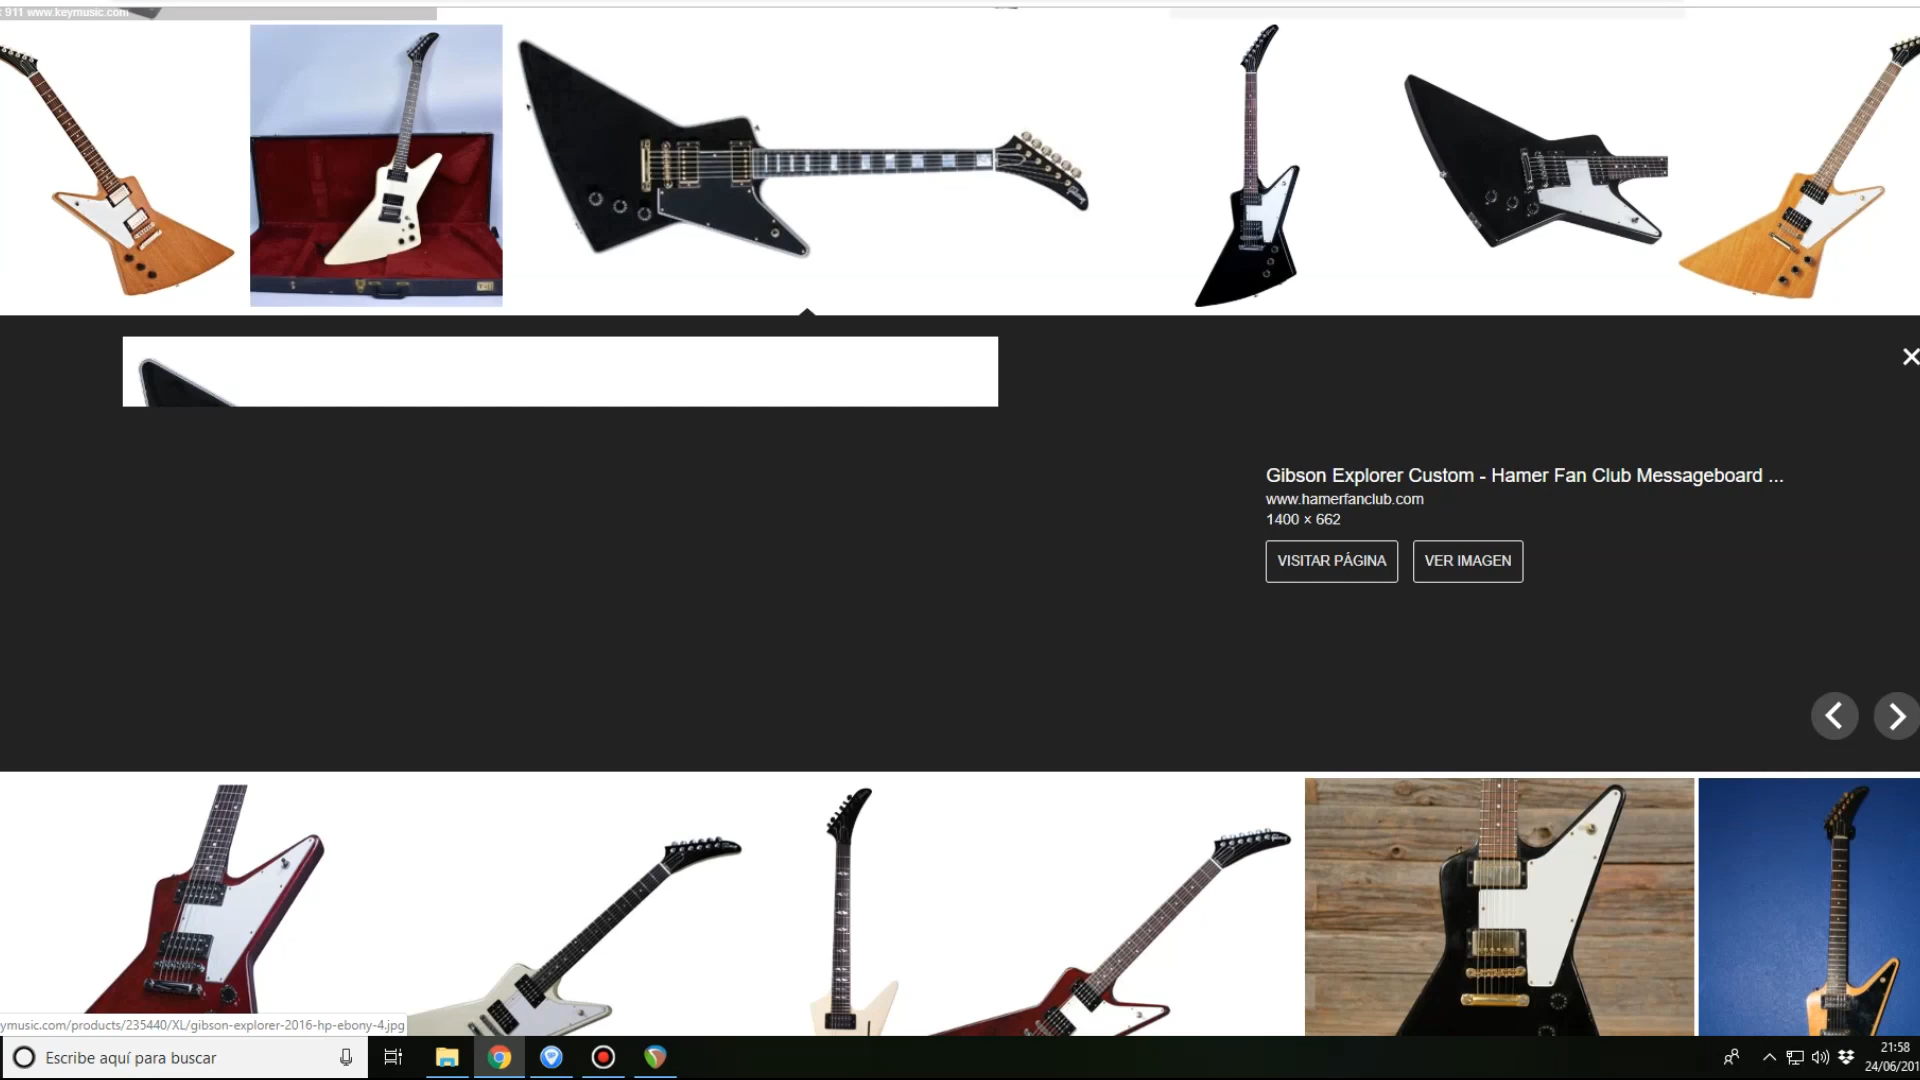 911 www.keymusic.com
Gibson Explorer Custom - Hamer Fan Club Messageboard ...
www.hamerfanclub.com
1400 × 662
VISITAR PÁGINA
VER IMAGEN
ymusic.com/products/235440/XL/gibson-explorer-2016-hp-ebony-4.jpg
Escribe aquí para buscar
21:58
24/06/201